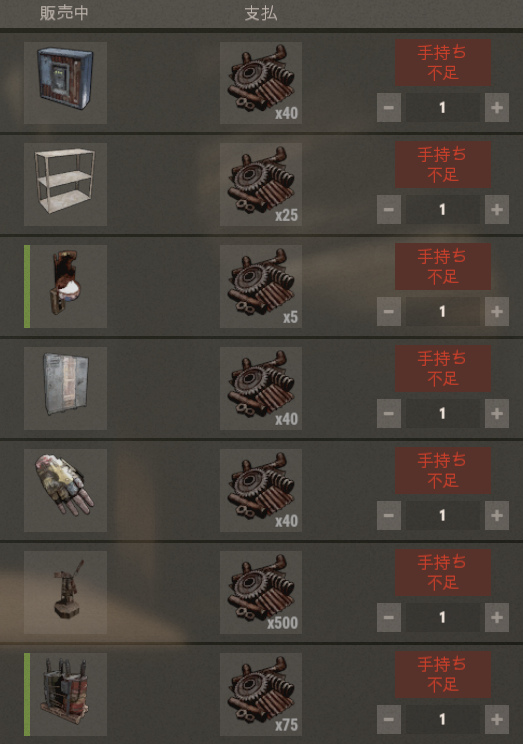 販売中 支払
手持ち
不足
x40
− 1 +
手持ち
不足
x25
− 1 +
手持ち
不足
x5
− 1 +
手持ち
不足
x40
− 1 +
手持ち
不足
x40
− 1 +
手持ち
不足
x500
− 1 +
手持ち
不足
x75
− 1 +